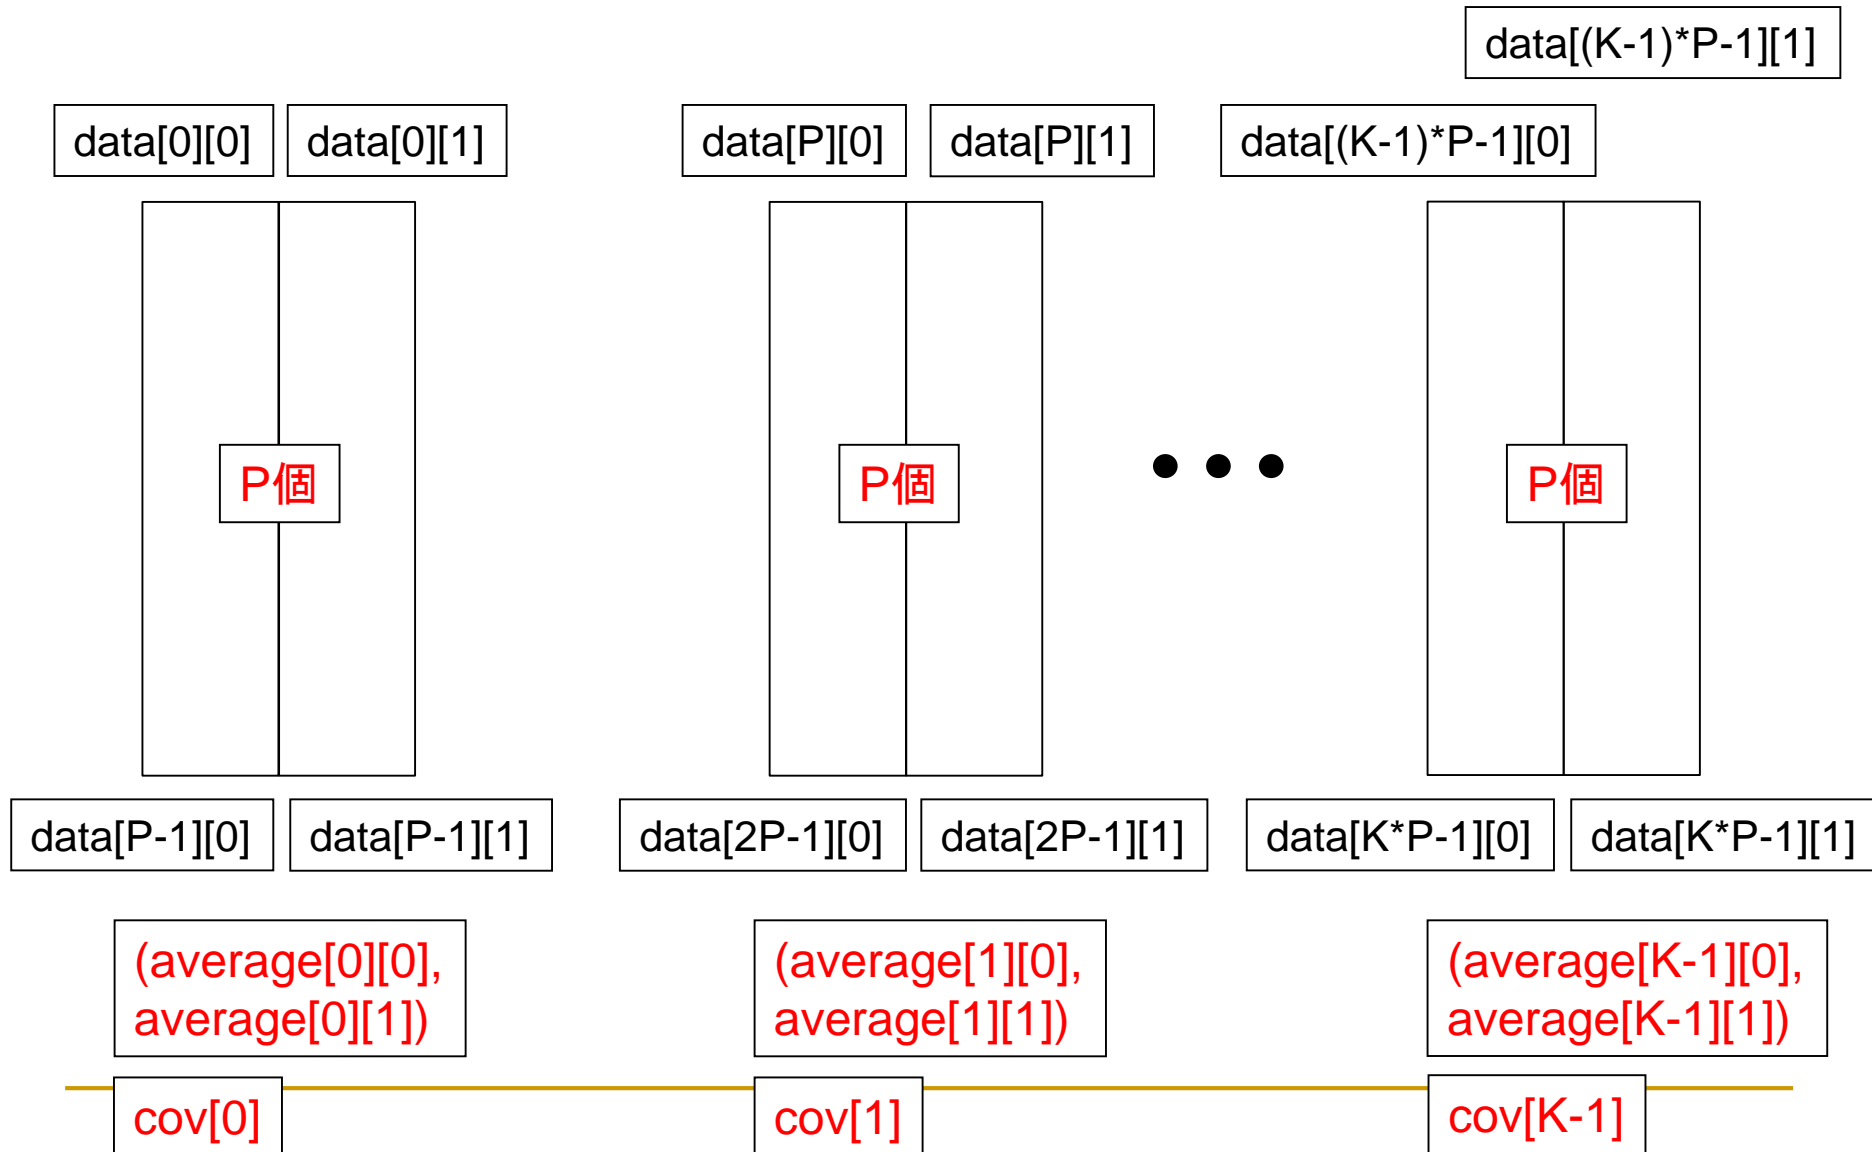 data[(K-1)*P-1][1]
data[0][0]
data[0][1]
data[P][0]
data[P][1]
data[(K-1)*P-1][0]
P個
P個
P個
data[P-1][0]
data[P-1][1]
data[2P-1][0]
data[2P-1][1]
data[K*P-1][0]
data[K*P-1][1]
(average[0][0],
average[0][1])
(average[1][0],
average[1][1])
(average[K-1][0],
average[K-1][1])
cov[0]
cov[1]
cov[K-1]